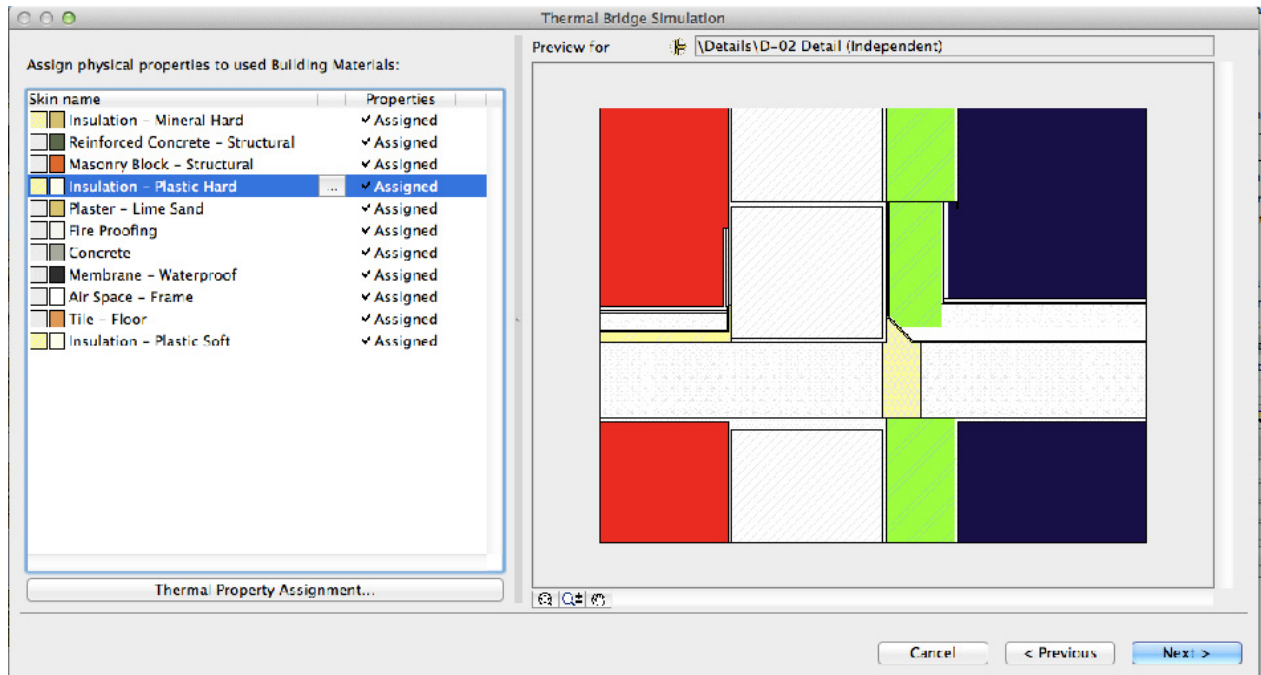 Thermal Bridge Simulation
Assign physical properties to used Building Materials:
Skin name Properties
Insulation - Mineral Hard ✔ Assigned
Reinforced Concrete - Structural ✔ Assigned
Masonry Block - Structural ✔ Assigned
Insulation - Plastic Hard ... ✔ Assigned
Plaster - Lime Sand ✔ Assigned
Fire Proofing ✔ Assigned
Concrete ✔ Assigned
Membrane - Waterproof ✔ Assigned
Air Space - Frame ✔ Assigned
Tile - Floor ✔ Assigned
Insulation - Plastic Soft ✔ Assigned
Thermal Property Assignment...
Preview for \Details\D-02 Detail (Independent)
Cancel < Previous Next >